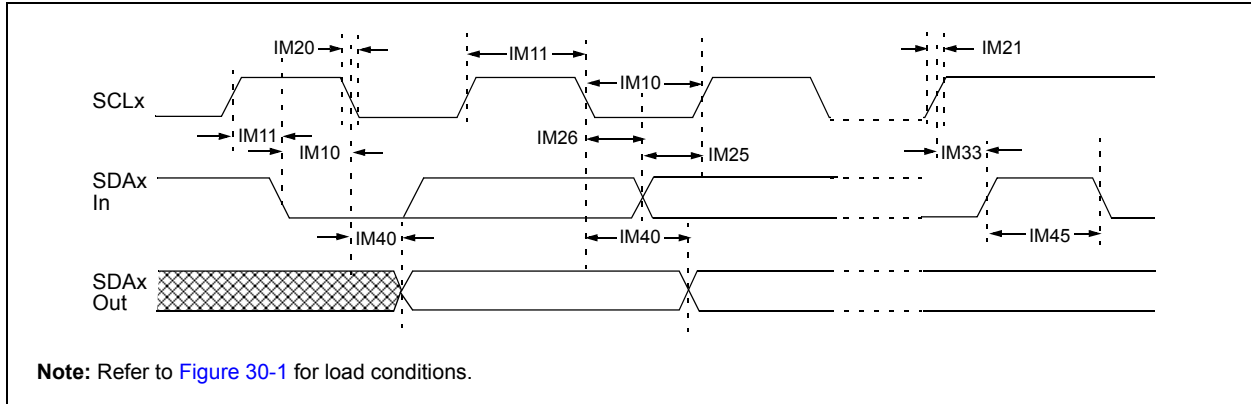 IM20
IM11
IM21
IM10
SCLx
IM11
IM26
IM10
IM25
IM33
SDAx
In
IM40
IM40
IM45
SDAx
Out
Note: Refer to Figure 30-1 for load conditions.